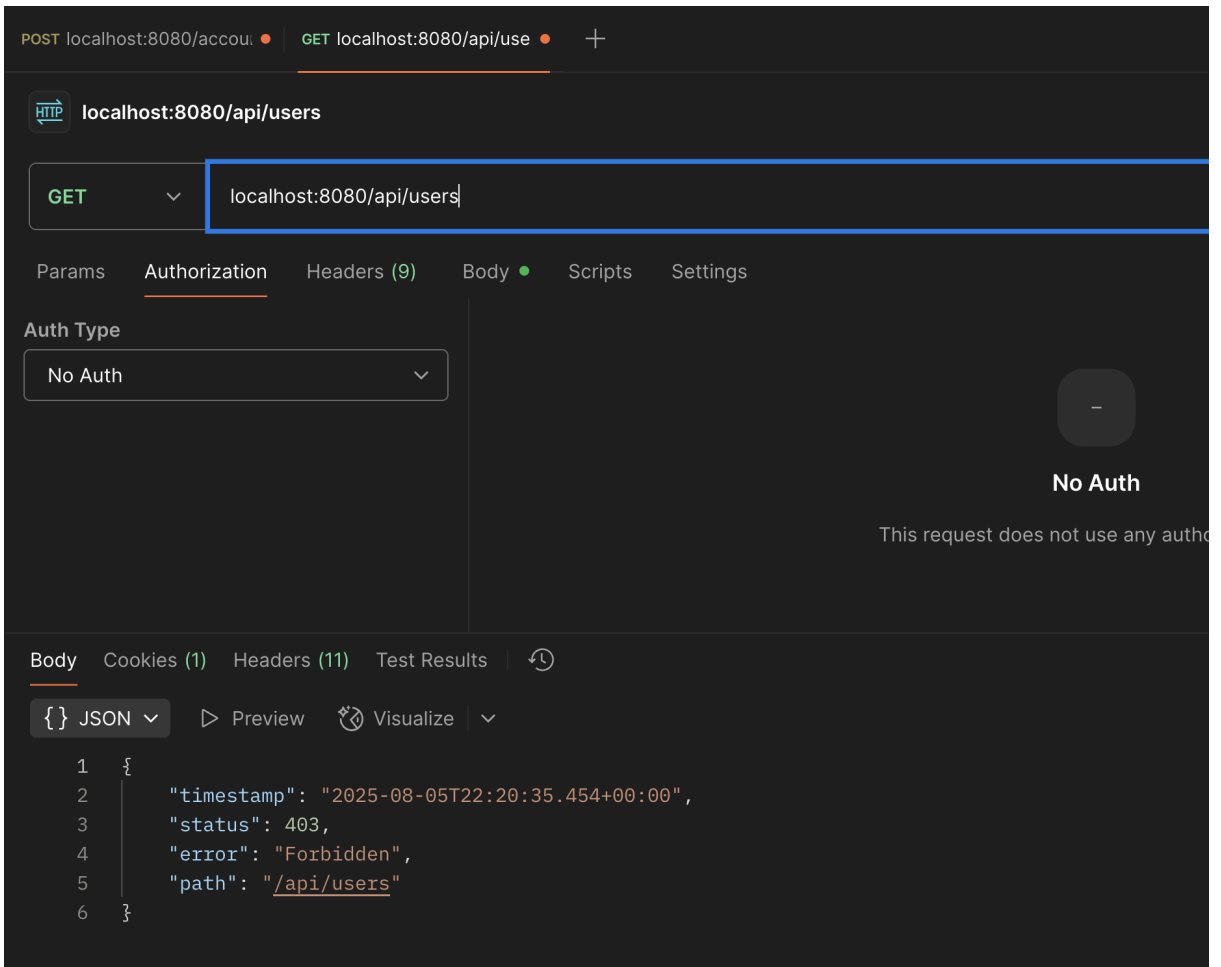 POST localhost:8080/accou
GET localhost:8080/api/use
HTTP localhost:8080/api/users
GET localhost:8080/api/users
Params Authorization Headers (9) Body Scripts Settings
Auth Type
No Auth
No Auth
This request does not use any autho
Body Cookies (1) Headers (11) Test Results
{} JSON Preview Visualize
1 {
2 "timestamp": "2025-08-05T22:20:35.454+00:00",
3 "status": 403,
4 "error": "Forbidden",
5 "path": "/api/users"
6 }